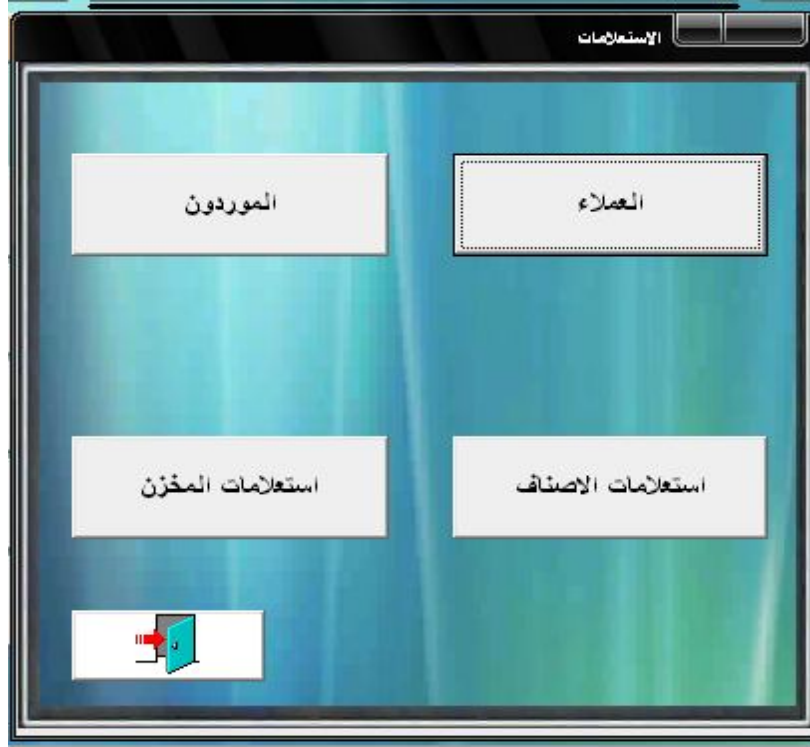 الاستعلامات
العملاء
الموردون
استعلامات الاصناف
استعلامات المخزن